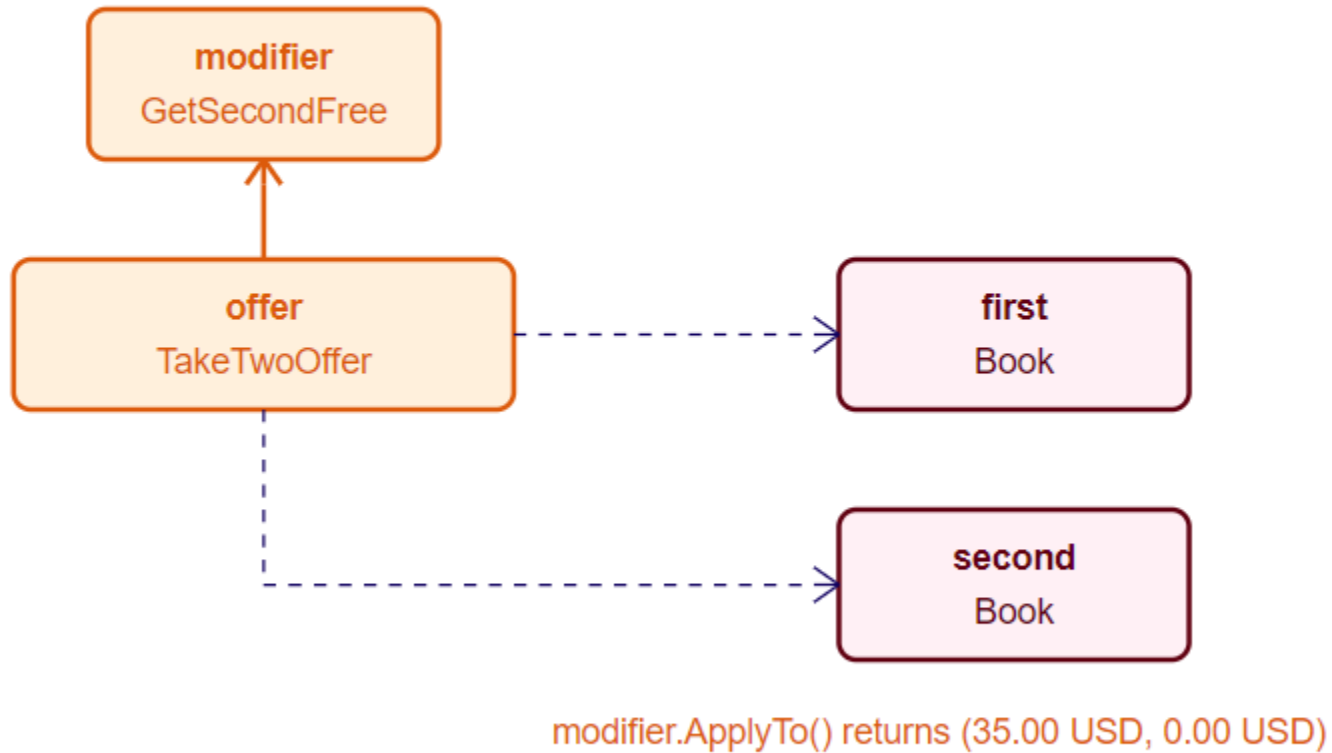 modifier
GetSecondFree
offer
TakeTwoOffer
first
Book
second
Book
modifier.ApplyTo() returns (35.00 USD, 0.00 USD)